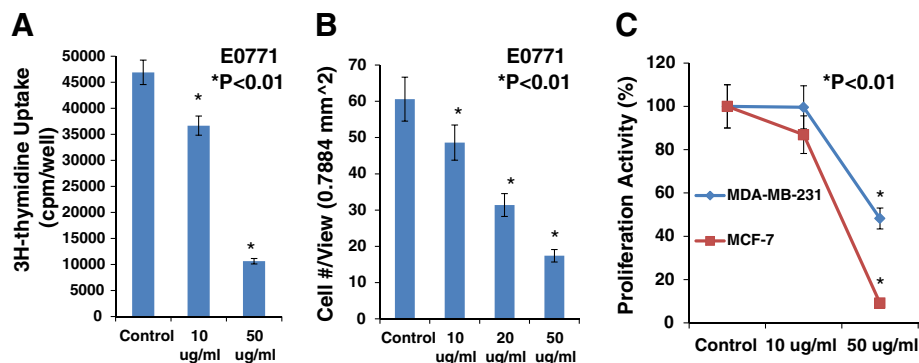 A
E0771
*P<0.01
3H-thymidine Uptake
(cpm/well)
50000
45000
40000
35000
30000
25000
20000
15000
10000
5000
0
*
*
Control
10
ug/ml
50
ug/ml
B
E0771
*P<0.01
Cell #/View (0.7884 mm^2)
70
60
50
40
30
20
10
0
*
*
*
Control
10
ug/ml
20
ug/ml
50
ug/ml
C
*P<0.01
Proliferation Activity (%)
120
100
80
60
40
20
0
MDA-MB-231
MCF-7
*
*
Control 10 ug/ml 50 ug/ml